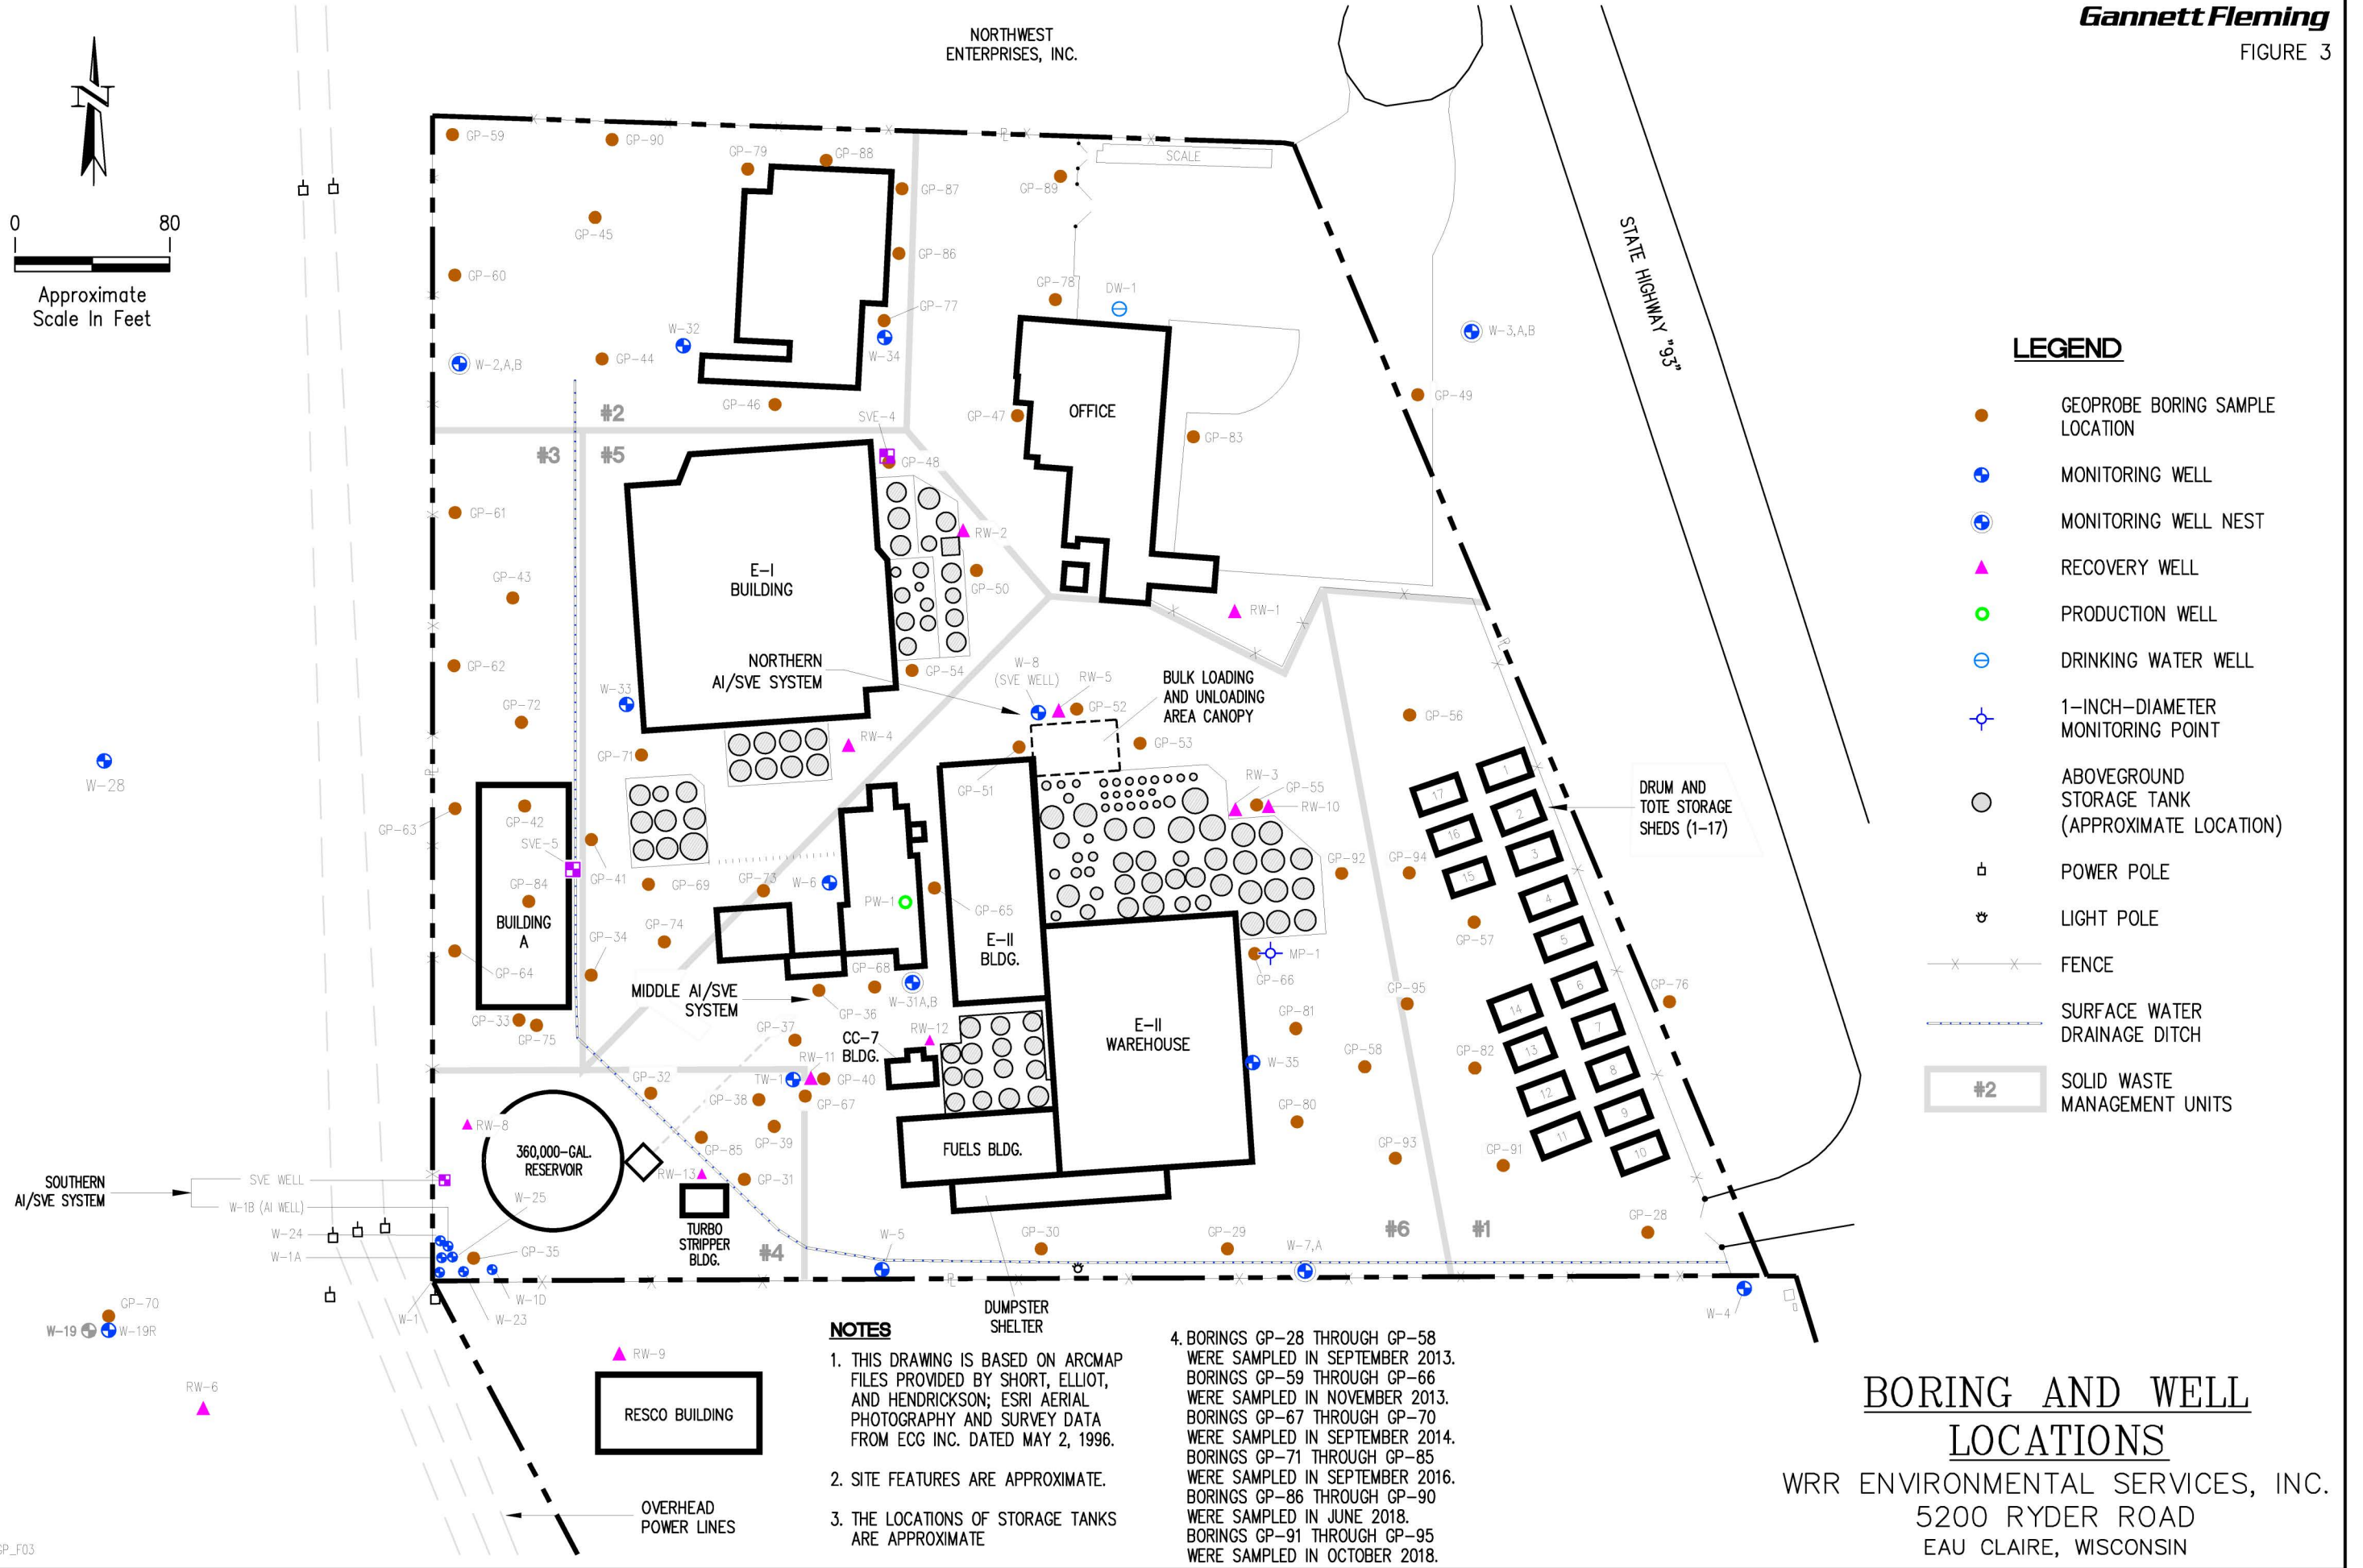 Gannett Fleming
FIGURE 3
NORTHWEST
ENTERPRISES, INC.
N
0 80
Approximate
Scale In Feet
GP-59
GP-90
GP-79
GP-88
GP-87
GP-89
SCALE
GP-45
GP-86
GP-60
GP-78
DW-1
GP-77
W-32
W-34
W-2,A,B
GP-44
GP-46
SVE-4
GP-47
OFFICE
GP-83
GP-49
W-3,A,B
STATE HIGHWAY "93"
#2
#3
#5
GP-48
GP-61
RW-2
E-I
BUILDING
GP-43
GP-50
RW-1
GP-62
NORTHERN
AI/SVE SYSTEM
GP-54
W-8
(SVE WELL)
RW-5
GP-52
BULK LOADING
AND UNLOADING
AREA CANOPY
W-33
GP-72
GP-56
GP-71
RW-4
GP-53
GP-51
W-28
GP-63
GP-42
SVE-5
GP-84
BUILDING
A
GP-41
GP-69
GP-73
W-6
PW-1
GP-65
E-II
BLDG.
RW-3
GP-55
RW-10
GP-92
GP-94
17
16
15
1
2
3
4
5
6
7
8
9
10
14
13
12
11
DRUM AND
TOTE STORAGE
SHEDS (1-17)
GP-57
GP-74
GP-34
GP-64
GP-68
W-31A,B
MIDDLE AI/SVE
SYSTEM
GP-36
MP-1
GP-66
GP-95
GP-76
GP-33
GP-75
GP-37
CC-7
BLDG.
RW-12
RW-11
E-II
WAREHOUSE
GP-81
W-35
GP-58
GP-82
GP-32
TW-1
GP-40
GP-38
GP-67
GP-39
GP-80
RW-8
360,000-GAL.
RESERVOIR
GP-85
RW-13
GP-31
FUELS BLDG.
GP-93
GP-91
SOUTHERN
AI/SVE SYSTEM
SVE WELL
W-1B (AI WELL)
W-24
W-1A
W-25
GP-35
TURBO
STRIPPER
BLDG.
#4
W-5
GP-30
GP-29
W-7,A
#6
#1
GP-28
W-1D
W-1
W-23
GP-70
W-19
W-19R
W-4
DUMPSTER
SHELTER
RW-9
RW-6
RESCO BUILDING
OVERHEAD
POWER LINES
LEGEND
GEOPROBE BORING SAMPLE
LOCATION
MONITORING WELL
MONITORING WELL NEST
RECOVERY WELL
PRODUCTION WELL
DRINKING WATER WELL
1-INCH-DIAMETER
MONITORING POINT
ABOVEGROUND
STORAGE TANK
(APPROXIMATE LOCATION)
POWER POLE
LIGHT POLE
FENCE
SURFACE WATER
DRAINAGE DITCH
#2
SOLID WASTE
MANAGEMENT UNITS
NOTES
1. THIS DRAWING IS BASED ON ARCMAP
FILES PROVIDED BY SHORT, ELLIOT,
AND HENDRICKSON; ESRI AERIAL
PHOTOGRAPHY AND SURVEY DATA
FROM ECG INC. DATED MAY 2, 1996.
2. SITE FEATURES ARE APPROXIMATE.
3. THE LOCATIONS OF STORAGE TANKS
ARE APPROXIMATE
4. BORINGS GP-28 THROUGH GP-58
WERE SAMPLED IN SEPTEMBER 2013.
BORINGS GP-59 THROUGH GP-66
WERE SAMPLED IN NOVEMBER 2013.
BORINGS GP-67 THROUGH GP-70
WERE SAMPLED IN SEPTEMBER 2014.
BORINGS GP-71 THROUGH GP-85
WERE SAMPLED IN SEPTEMBER 2016.
BORINGS GP-86 THROUGH GP-90
WERE SAMPLED IN JUNE 2018.
BORINGS GP-91 THROUGH GP-95
WERE SAMPLED IN OCTOBER 2018.
BORING AND WELL
LOCATIONS
WRR ENVIRONMENTAL SERVICES, INC.
5200 RYDER ROAD
EAU CLAIRE, WISCONSIN